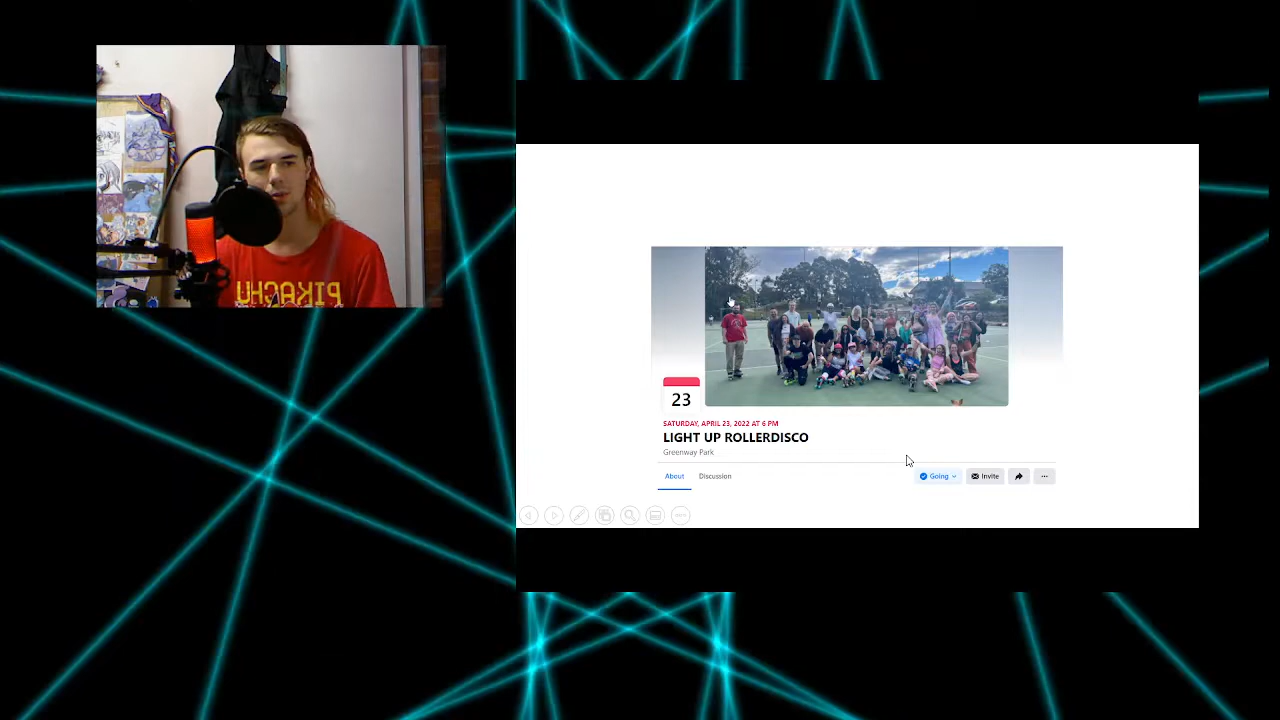 PIKACHU
23
SATURDAY, APRIL 23, 2022 AT 6 PM
LIGHT UP ROLLERDISCO
Greenway Park
About Discussion Going Invite